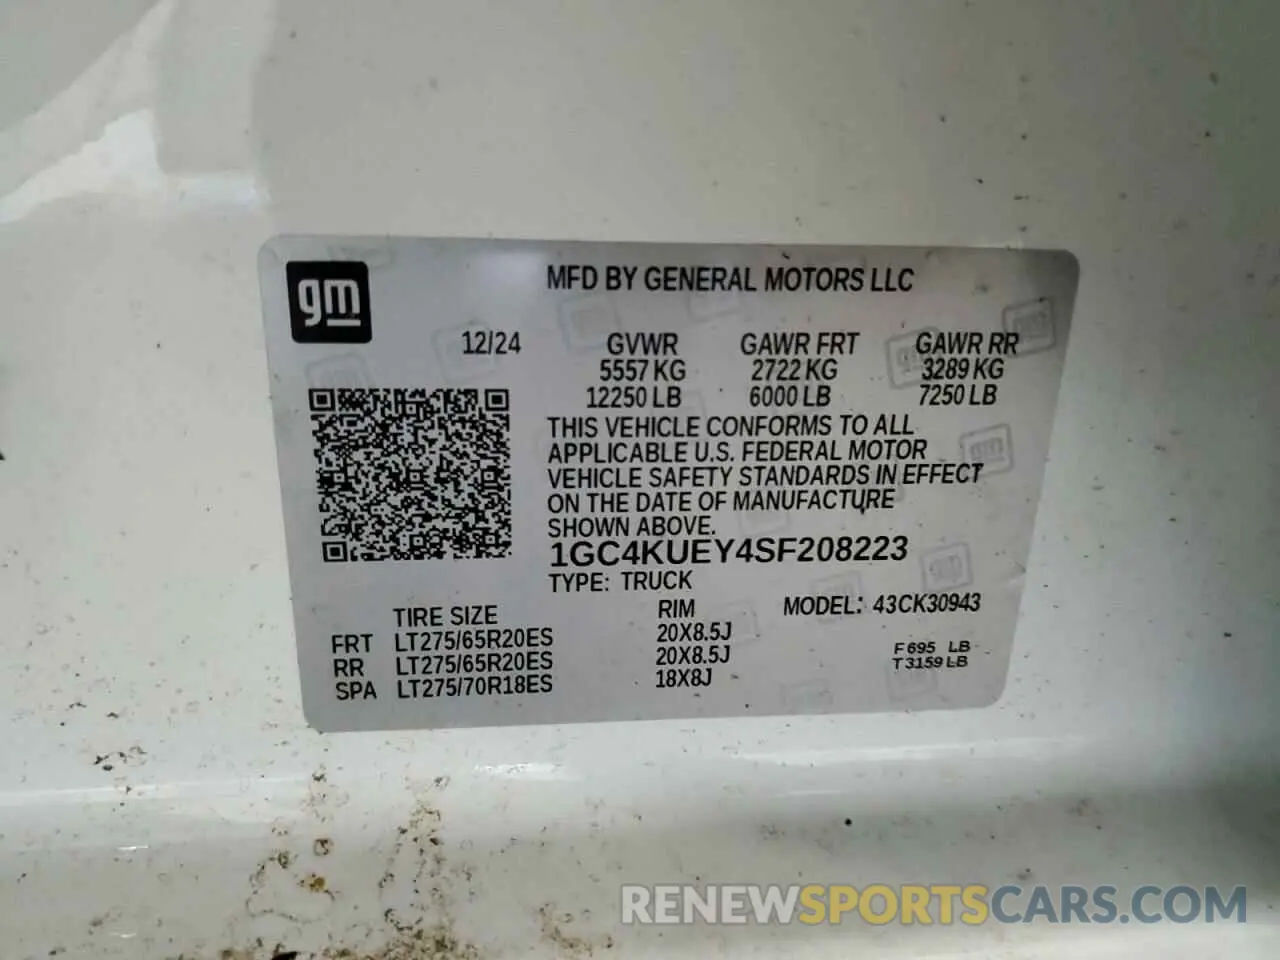 gm
MFD BY GENERAL MOTORS LLC
12/24 GVWR GAWR FRT GAWR RR
5557 KG 2722 KG 3289 KG
12250 LB 6000 LB 7250 LB
THIS VEHICLE CONFORMS TO ALL
APPLICABLE U.S. FEDERAL MOTOR
VEHICLE SAFETY STANDARDS IN EFFECT
ON THE DATE OF MANUFACTURE
SHOWN ABOVE.
1GC4KUEY4SF208223
TYPE: TRUCK
TIRE SIZE RIM MODEL: 43CK30943
FRT LT275/65R20ES 20X8.5J
RR LT275/65R20ES 20X8.5J
SPA LT275/70R18ES 18X8J
F 695 LB
T 3159 LB
RENEWSPORTSCARS.COM